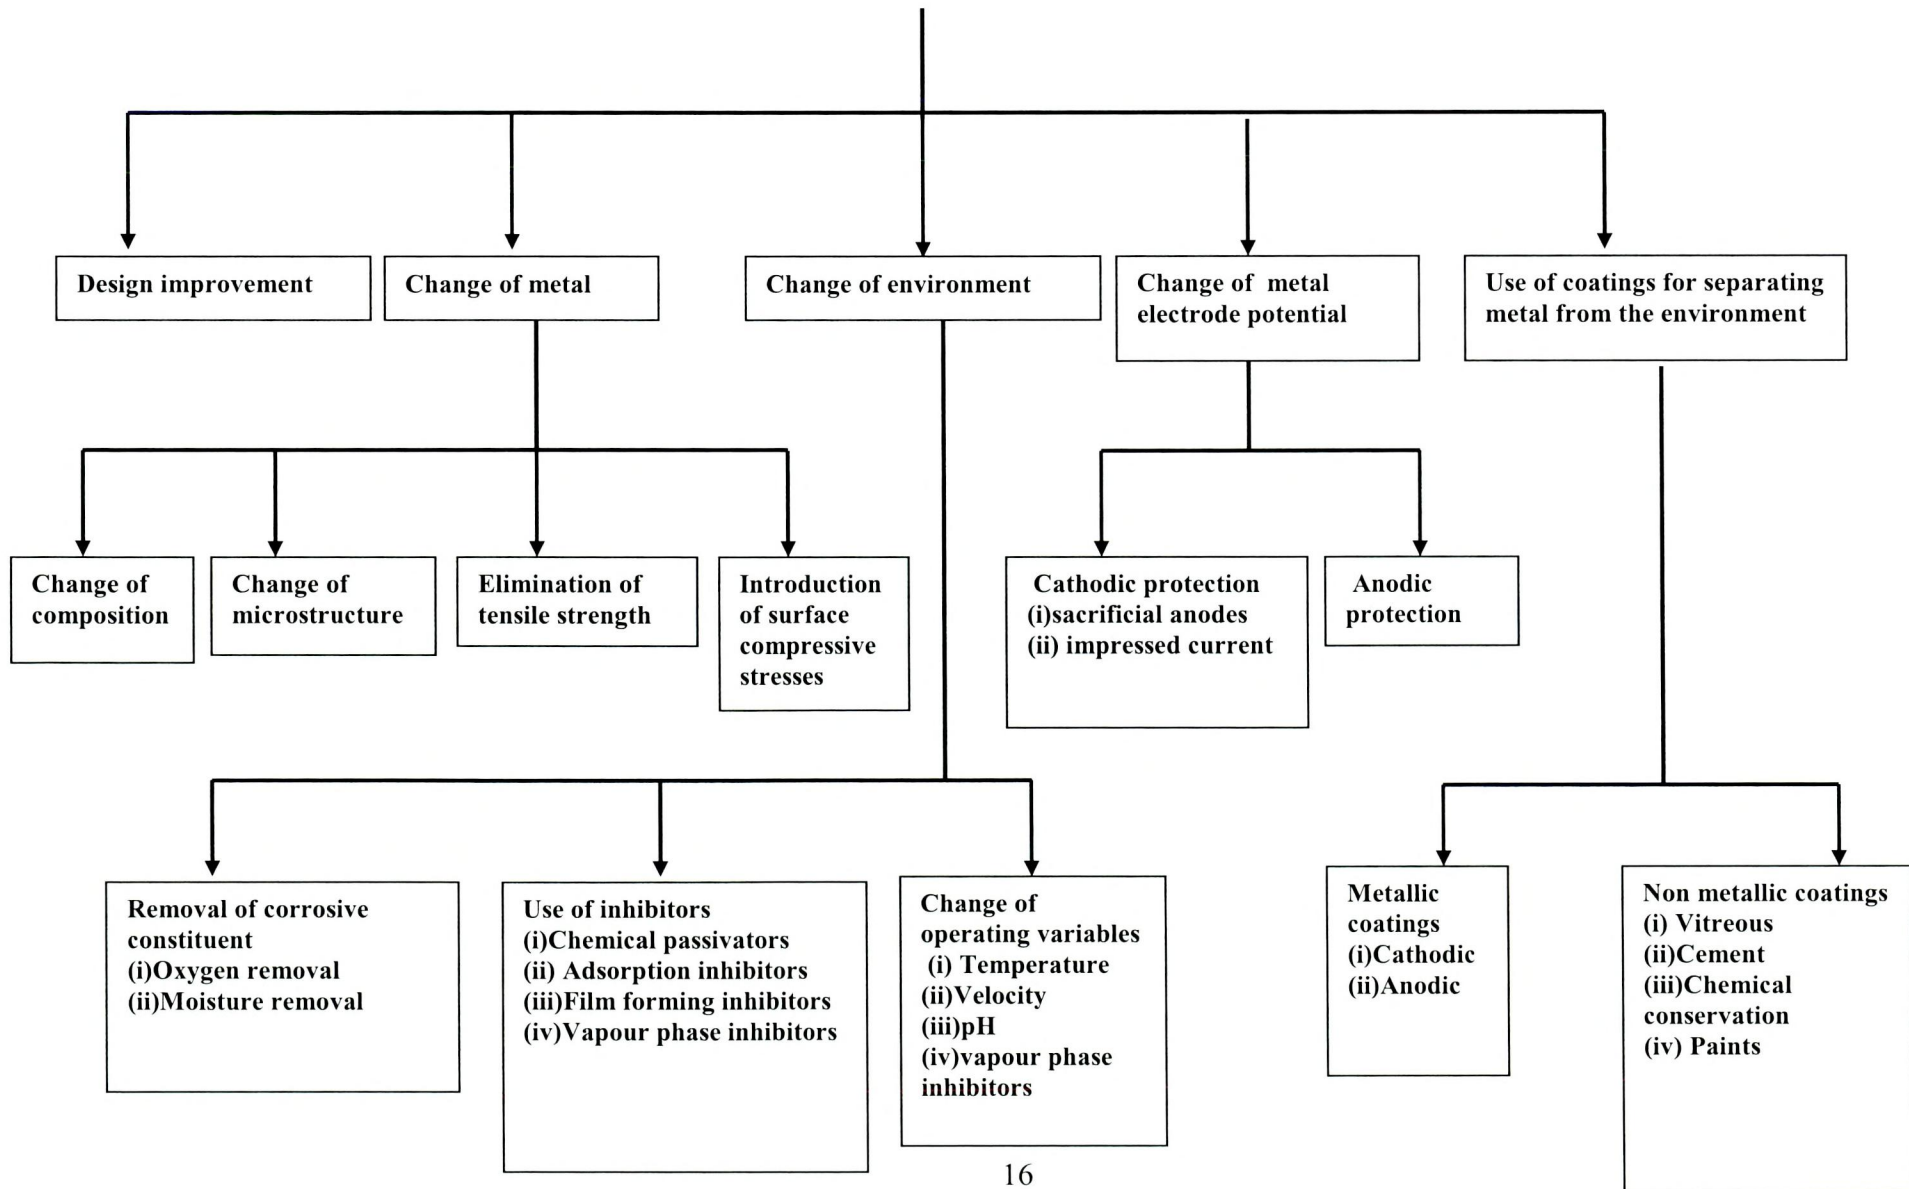 Design improvement
Change of metal
Change of environment
Change of metal
electrode potential
Use of coatings for separating
metal from the environment
Change of
composition
Change of
microstructure
Elimination of
tensile strength
Introduction
of surface
compressive
stresses
Cathodic protection
(i)sacrificial anodes
(ii) impressed current
Anodic
protection
Removal of corrosive
constituent
(i)Oxygen removal
(ii)Moisture removal
Use of inhibitors
(i)Chemical passivators
(ii) Adsorption inhibitors
(iii)Film forming inhibitors
(iv)Vapour phase inhibitors
Change of
operating variables
(i) Temperature
(ii)Velocity
(iii)pH
(iv)vapour phase
inhibitors
Metallic
coatings
(i)Cathodic
(ii)Anodic
Non metallic coatings
(i) Vitreous
(ii)Cement
(iii)Chemical
conservation
(iv) Paints
16